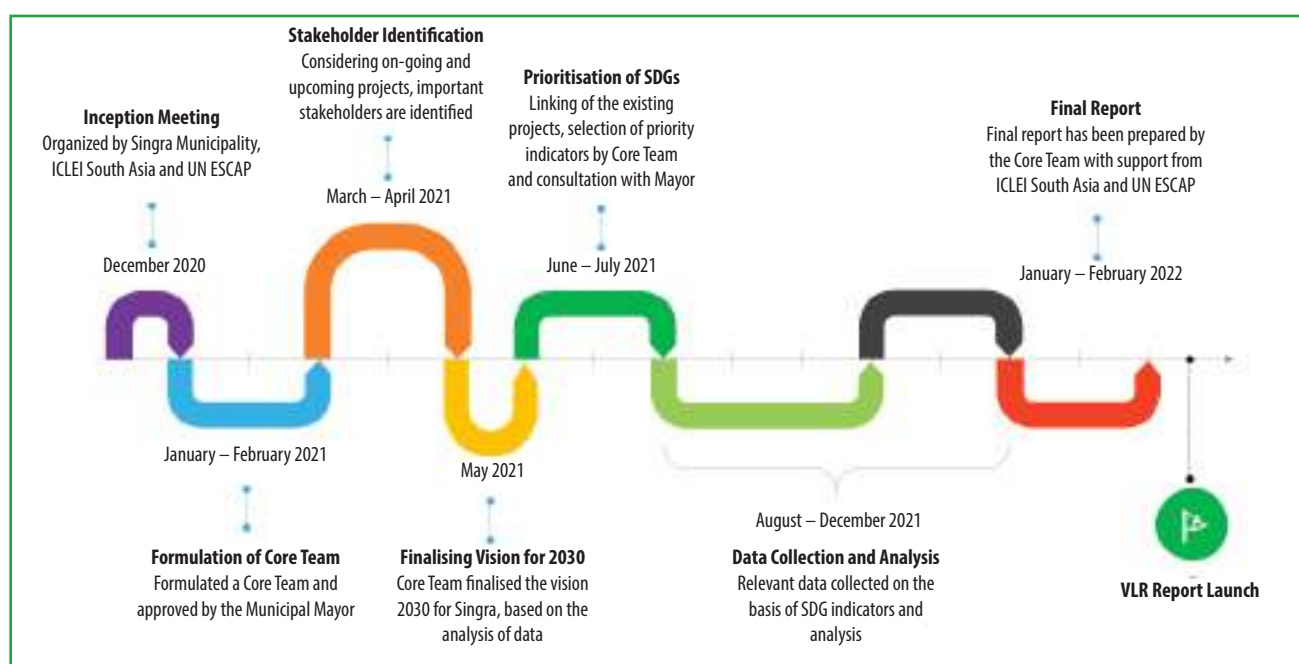 Inception Meeting
Organized by Singra Municipality,
ICLEI South Asia and UN ESCAP
December 2020
January – February 2021
Formulation of Core Team
Formulated a Core Team and
approved by the Municipal Mayor
Stakeholder Identification
Considering on-going and
upcoming projects, important
stakeholders are identified
March – April 2021
May 2021
Finalising Vision for 2030
Core Team finalised the vision
2030 for Singra, based on the
analysis of data
Prioritisation of SDGs
Linking of the existing
projects, selection of priority
indicators by Core Team
and consultation with Mayor
June – July 2021
August – December 2021
Data Collection and Analysis
Relevant data collected on the
basis of SDG indicators and
analysis
Final Report
Final report has been prepared by
the Core Team with support from
ICLEI South Asia and UN ESCAP
January – February 2022
VLR Report Launch